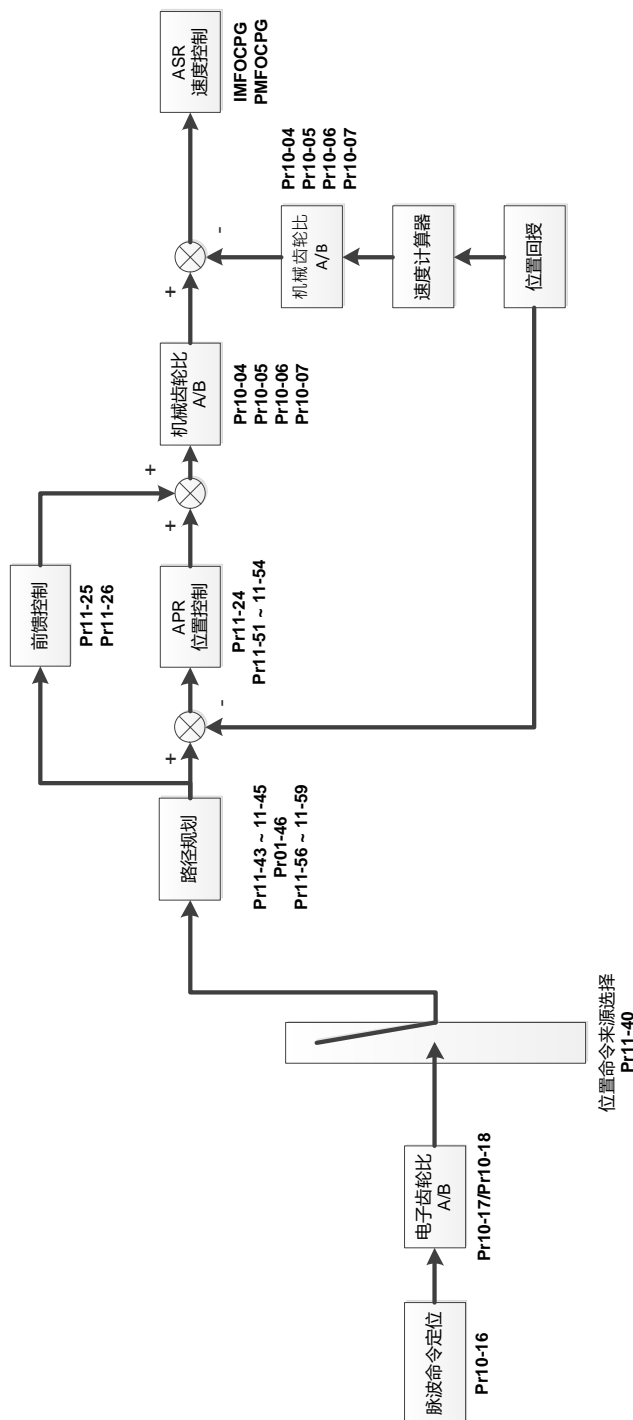 脉波命令定位
Pr10-16
电子齿轮比
A/B
Pr10-17/Pr10-18
位置命令来源选择
Pr11-40
路径规划
Pr11-43 ~ 11-45
Pr01-46
Pr11-56 ~ 11-59
+
-
前馈控制
Pr11-25
Pr11-26
APR
位置控制
Pr11-24
Pr11-51 ~ 11-54
+
+
机械齿轮比
A/B
Pr10-04
Pr10-05
Pr10-06
Pr10-07
+
-
ASR
速度控制
IMFOCPG
PMFOCPG
机械齿轮比
A/B
Pr10-04
Pr10-05
Pr10-06
Pr10-07
速度计算器
位置回授